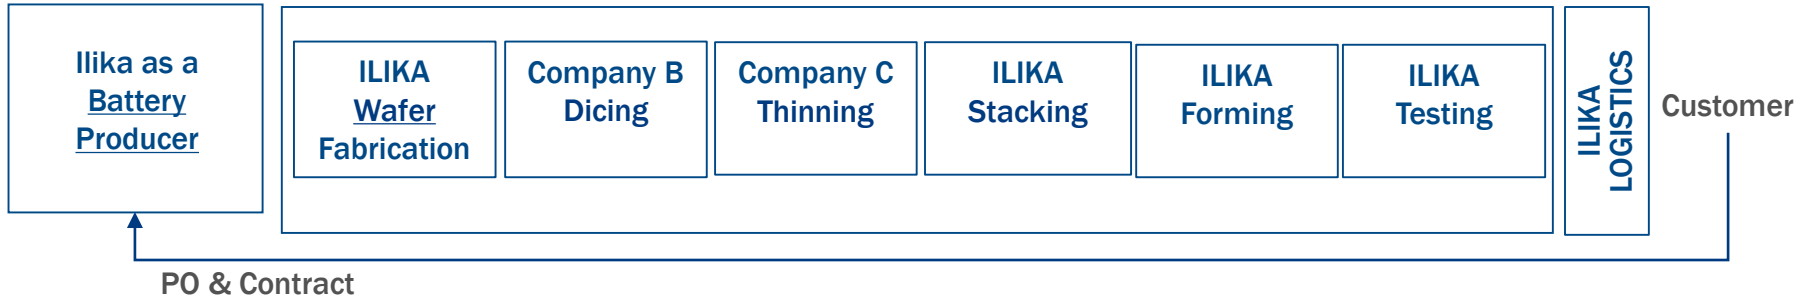 Ilika as a
Battery
Producer
ILIKA
Wafer
Fabrication
Company B
Dicing
Company C
Thinning
ILIKA
Stacking
ILIKA
Forming
ILIKA
Testing
ILIKA
LOGISTICS
Customer
PO & Contract